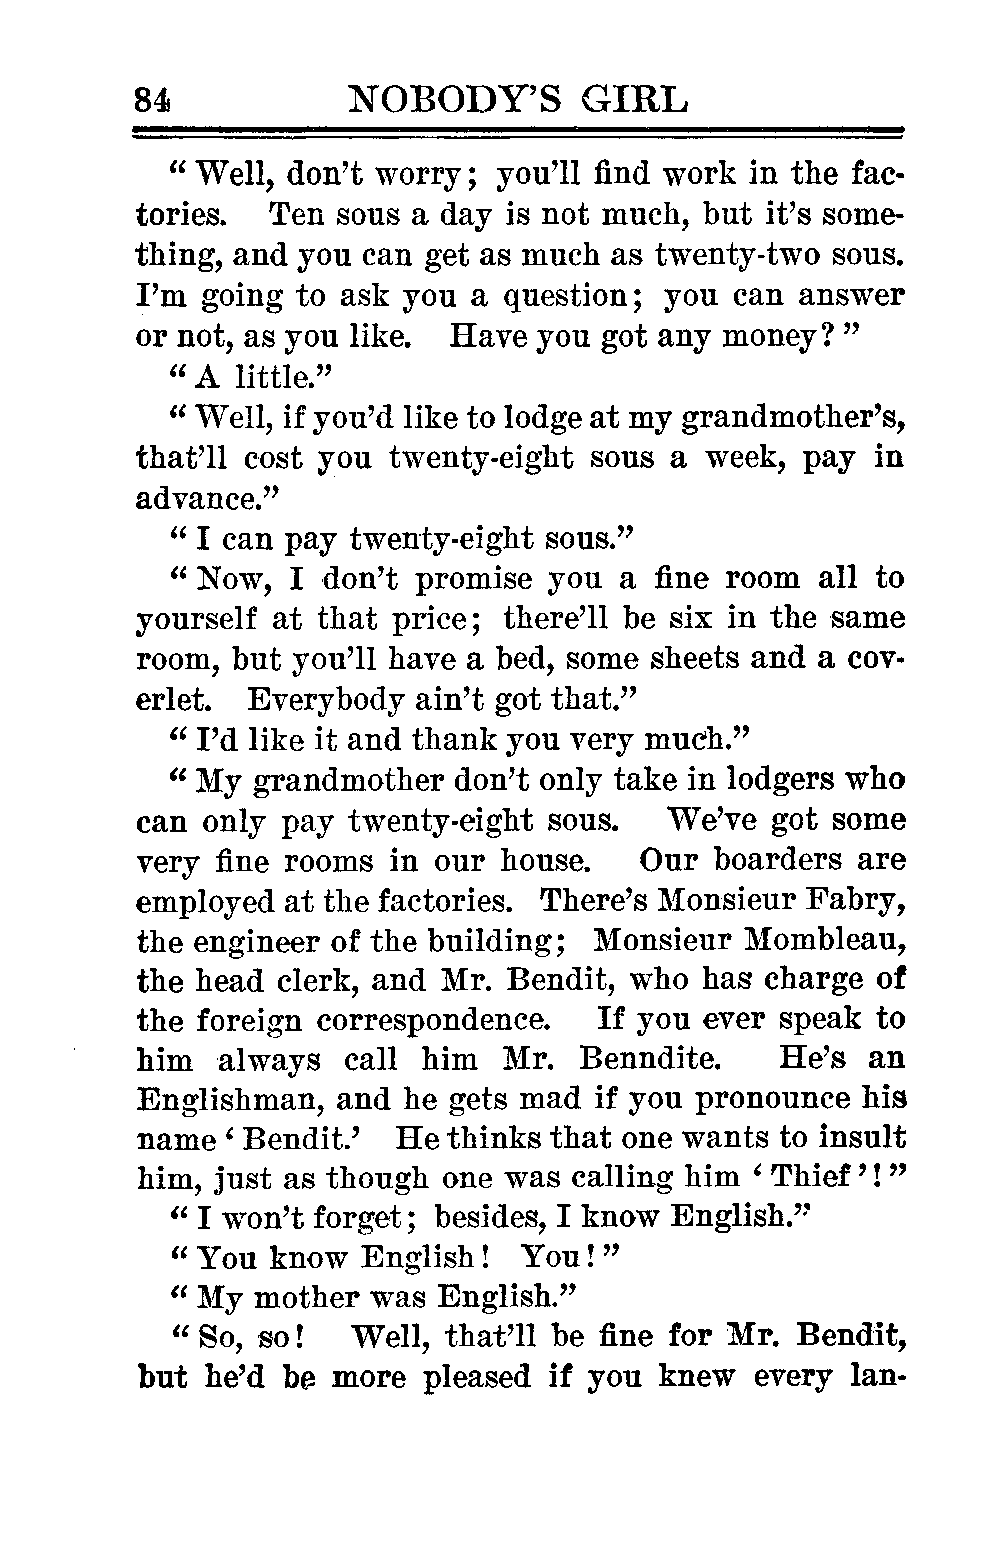 84 NOBODY'S GIRL
“ Well, don't worry; you'll find work in the fac-
tories. Ten sous a day is not much, but it's some-
thing, and you can get as much as twenty-two sous.
I'm going to ask you a question; you can answer
or not, as you like. Have you got any money? ”
“ A little.”
“ Well, if you'd like to lodge at my grandmother's,
that'll cost you twenty-eight sous a week, pay in
advance.”
“ I can pay twenty-eight sous.”
“ Now, I don't promise you a fine room all to
yourself at that price; there'll be six in the same
room, but you'll have a bed, some sheets and a cov-
erlet. Everybody ain't got that.”
“ I'd like it and thank you very much.”
“ My grandmother don't only take in lodgers who
can only pay twenty-eight sous. We've got some
very fine rooms in our house. Our boarders are
employed at the factories. There's Monsieur Fabry,
the engineer of the building; Monsieur Mombleau,
the head clerk, and Mr. Bendit, who has charge of
the foreign correspondence. If you ever speak to
him always call him Mr. Benndite. He's an
Englishman, and he gets mad if you pronounce his
name ‘ Bendit.’ He thinks that one wants to insult
him, just as though one was calling him ‘ Thief ’! ”
“ I won't forget; besides, I know English.”
“ You know English! You! ”
“ My mother was English.”
“ So, so! Well, that'll be fine for Mr. Bendit,
but he'd be more pleased if you knew every lan-